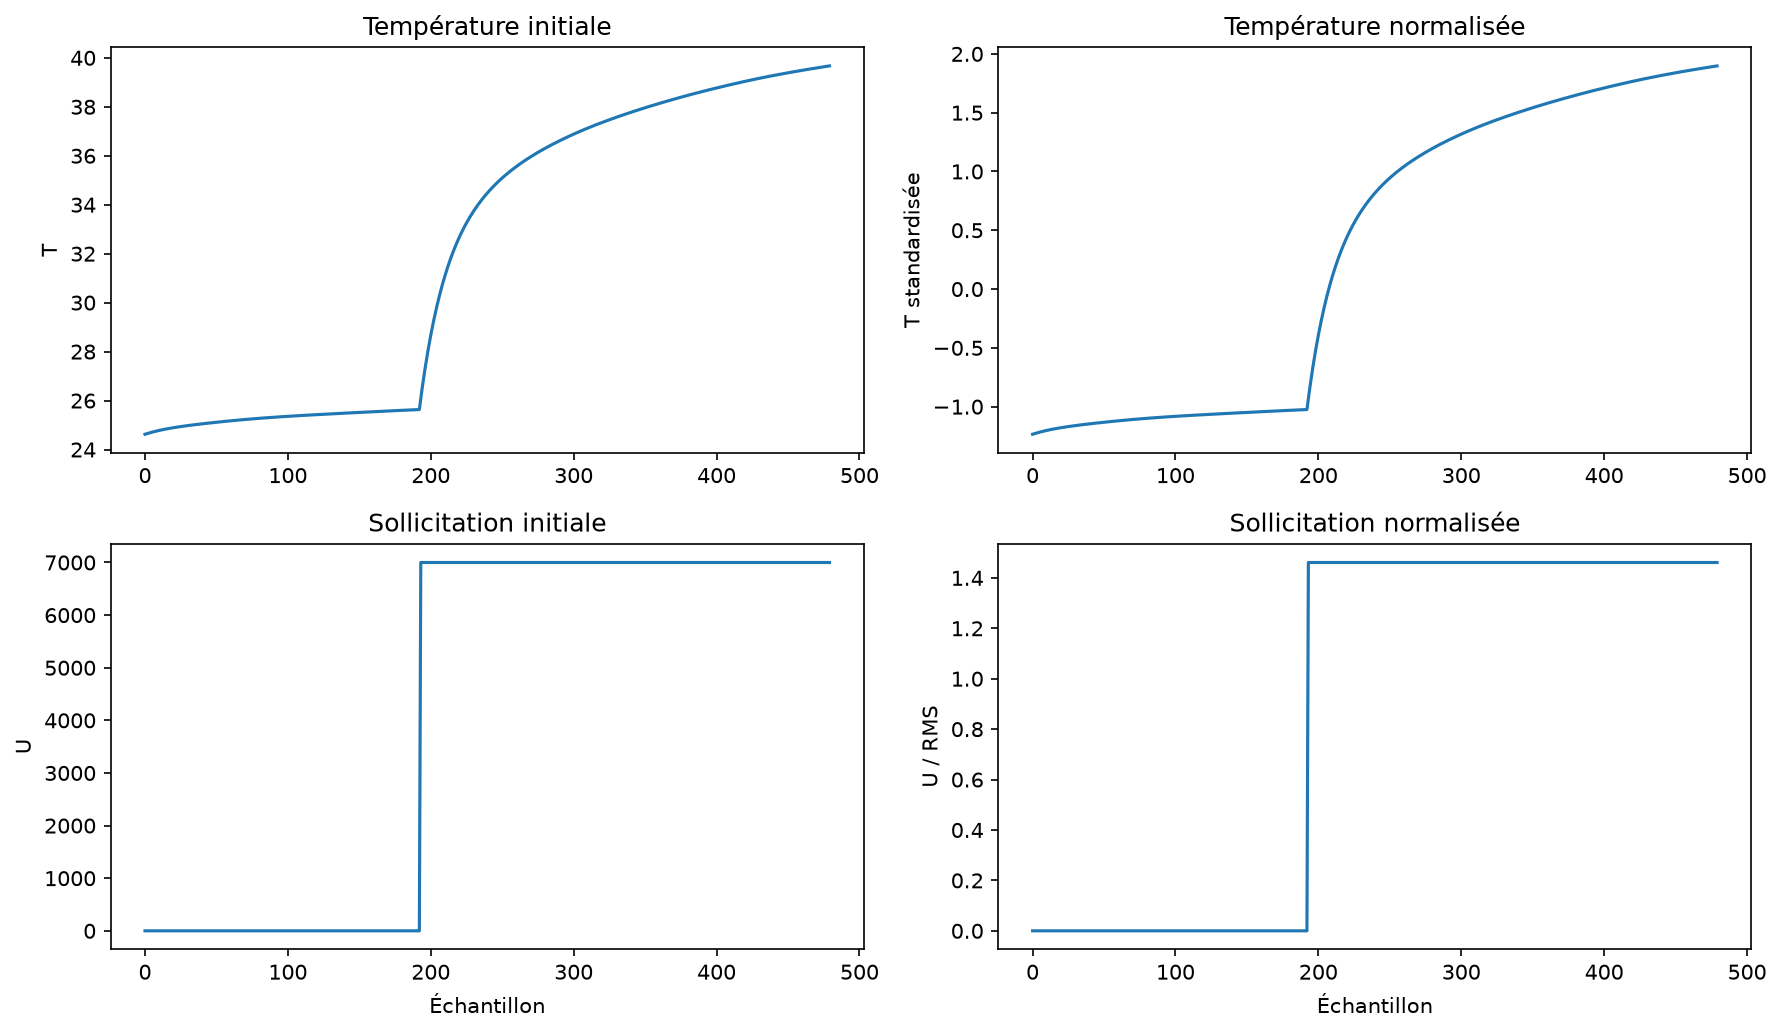 Température initiale
T
40
38
36
34
32
30
28
26
24
0 100 200 300 400 500
Température normalisée
T standardisée
2.0
1.5
1.0
0.5
0.0
−0.5
−1.0
0 100 200 300 400 500
Sollicitation initiale
U
7000
6000
5000
4000
3000
2000
1000
0
0 100 200 300 400 500
Échantillon
Sollicitation normalisée
U / RMS
1.4
1.2
1.0
0.8
0.6
0.4
0.2
0.0
0 100 200 300 400 500
Échantillon